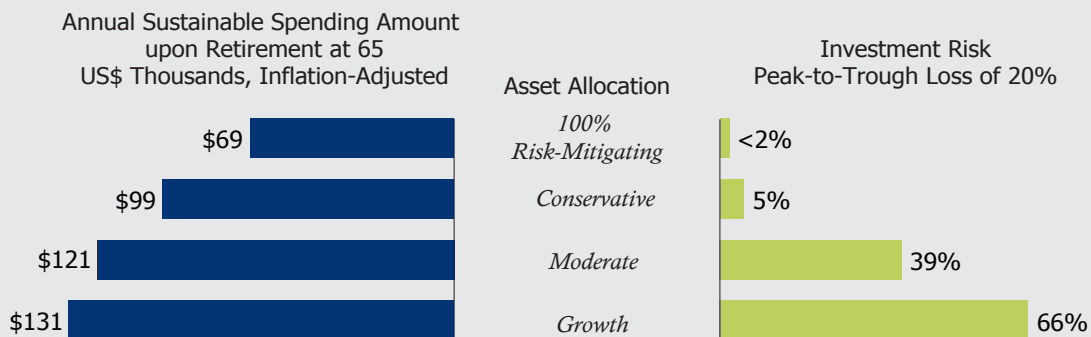 Annual Sustainable Spending Amount
upon Retirement at 65
US$ Thousands, Inflation-Adjusted
Asset Allocation
Investment Risk
Peak-to-Trough Loss of 20%
$69
100%
Risk-Mitigating
<2%
$99
Conservative
5%
$121
Moderate
39%
$131
Growth
66%